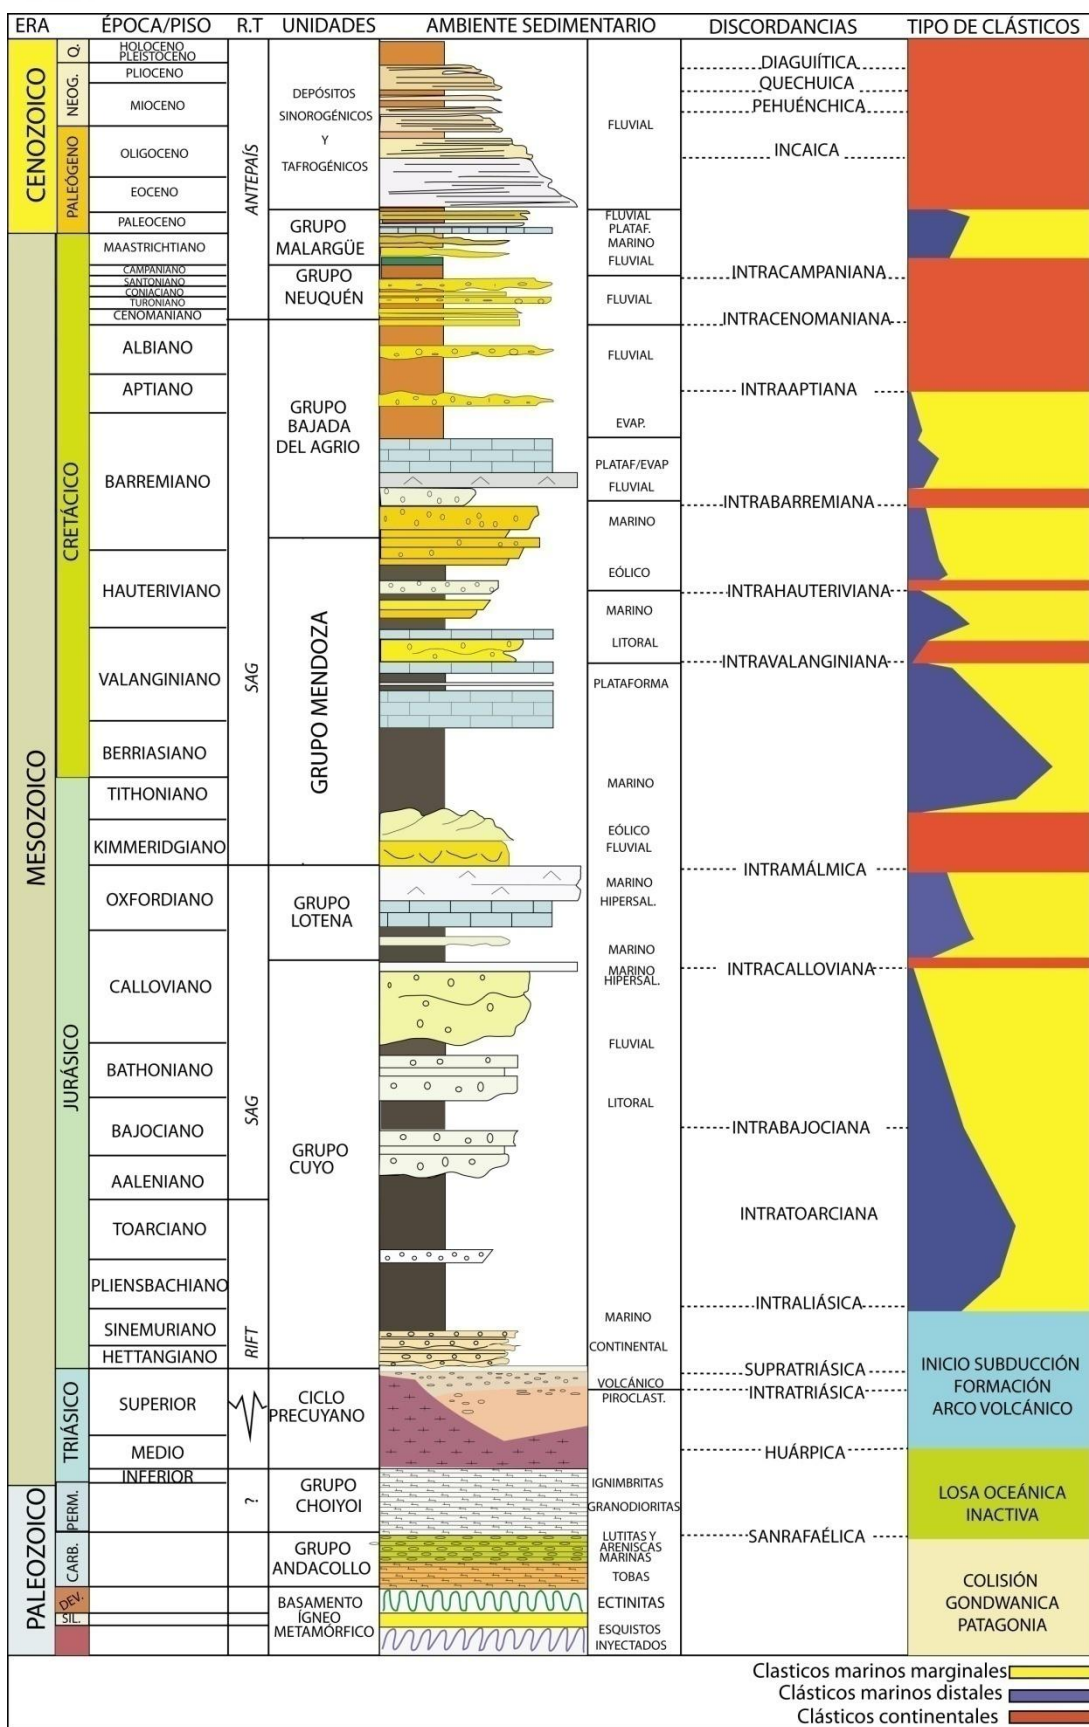 ERA
ÉPOCA/PISO
R.T
UNIDADES
AMBIENTE SEDIMENTARIO
DISCORDANCIAS
TIPO DE CLÁSTICOS
CENOZOICO
MESOZOICO
PALEOZOICO
Q.
NEOG.
PALEÓGENO
CRETÁCICO
JURÁSICO
TRIÁSICO
PERM.
CARB.
DEV.
SIL.
HOLOCENO
PLEISTOCENO
PLIOCENO
MIOCENO
OLIGOCENO
EOCENO
PALEOCENO
MAASTRICHTIANO
CAMPANIANO
SANTONIANO
CONIACIANO
TURONIANO
CENOMANIANO
ALBIANO
APTIANO
BARREMIANO
HAUTERIVIANO
VALANGINIANO
BERRIASIANO
TITHONIANO
KIMMERIDGIANO
OXFORDIANO
CALLOVIANO
BATHONIANO
BAJOCIANO
AALENIANO
TOARCIANO
PLIENSBACHIANO
SINEMURIANO
HETTANGIANO
SUPERIOR
MEDIO
INFERIOR
ANTEPAÍS
SAG
SAG
RIFT
?
DEPÓSITOS
SINOROGÉNICOS
Y
TAFROGÉNICOS
GRUPO
MALARGÜE
GRUPO
NEUQUÉN
GRUPO
BAJADA
DEL AGRIO
GRUPO MENDOZA
GRUPO
LOTENA
GRUPO
CUYO
CICLO
PRECUYANO
GRUPO
CHOIYOI
GRUPO
ANDACOLLO
BASAMENTO
ÍGNEO
METAMÓRFICO
FLUVIAL
FLUVIAL
PLATAF.
MARINO
FLUVIAL
FLUVIAL
FLUVIAL
EVAP.
PLATAF/EVAP
FLUVIAL
MARINO
EÓLICO
MARINO
LITORAL
PLATAFORMA
MARINO
EÓLICO
FLUVIAL
MARINO
HIPERSAL.
MARINO
MARINO
HIPERSAL.
FLUVIAL
LITORAL
MARINO
CONTINENTAL
VOLCÁNICO
PIROCLAST.
IGNIMBRITAS
GRANODIORITAS
LUTITAS Y
ARENISCAS
MARINAS
TOBAS
ECTINITAS
ESQUISTOS
INYECTADOS
DIAGUIÍTICA
QUECHUICA
PEHUÉNCHICA
INCAICA
INTRACAMPANIANA
INTRACENOMANIANA
INTRAAPTIANA
INTRABARREMIANA
INTRAHAUTERIVIANA
INTRAVALANGINIANA
INTRAMÁLMICA
INTRACALLOVIANA
INTRABAJOCIANA
INTRATOARCIANA
INTRALIÁSICA
SUPRATRIÁSICA
INTRATRIÁSICA
HUÁRPICA
SANRAFAÉLICA
INICIO SUBDUCCIÓN
FORMACIÓN
ARCO VOLCÁNICO
LOSA OCEÁNICA
INACTIVA
COLISIÓN
GONDWANICA
PATAGONIA
Clasticos marinos marginales
Clásticos marinos distales
Clásticos continentales